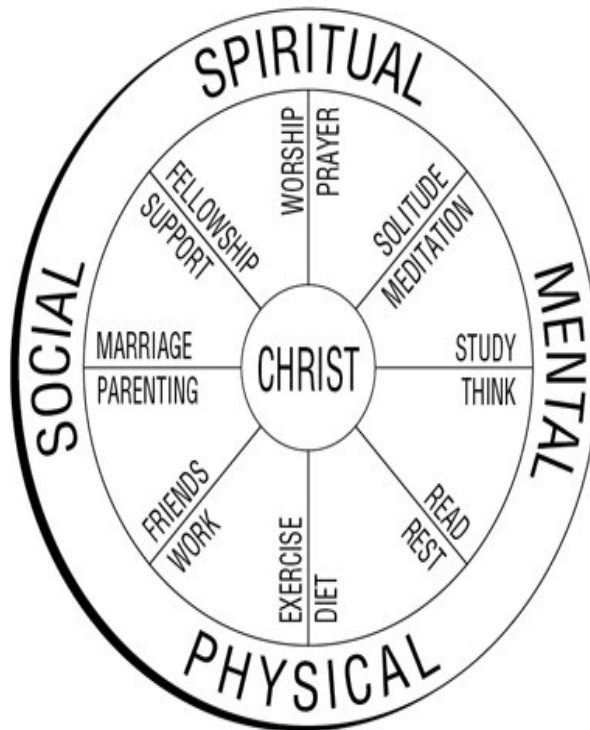 SPIRITUAL
WORSHIP
PRAYER
SOLITUDE
MEDITATION
MENTAL
STUDY
THINK
READ
REST
PHYSICAL
DIET
EXERCISE
WORK
FRIENDS
SOCIAL
PARENTING
MARRIAGE
SUPPORT
FELLOWSHIP
CHRIST